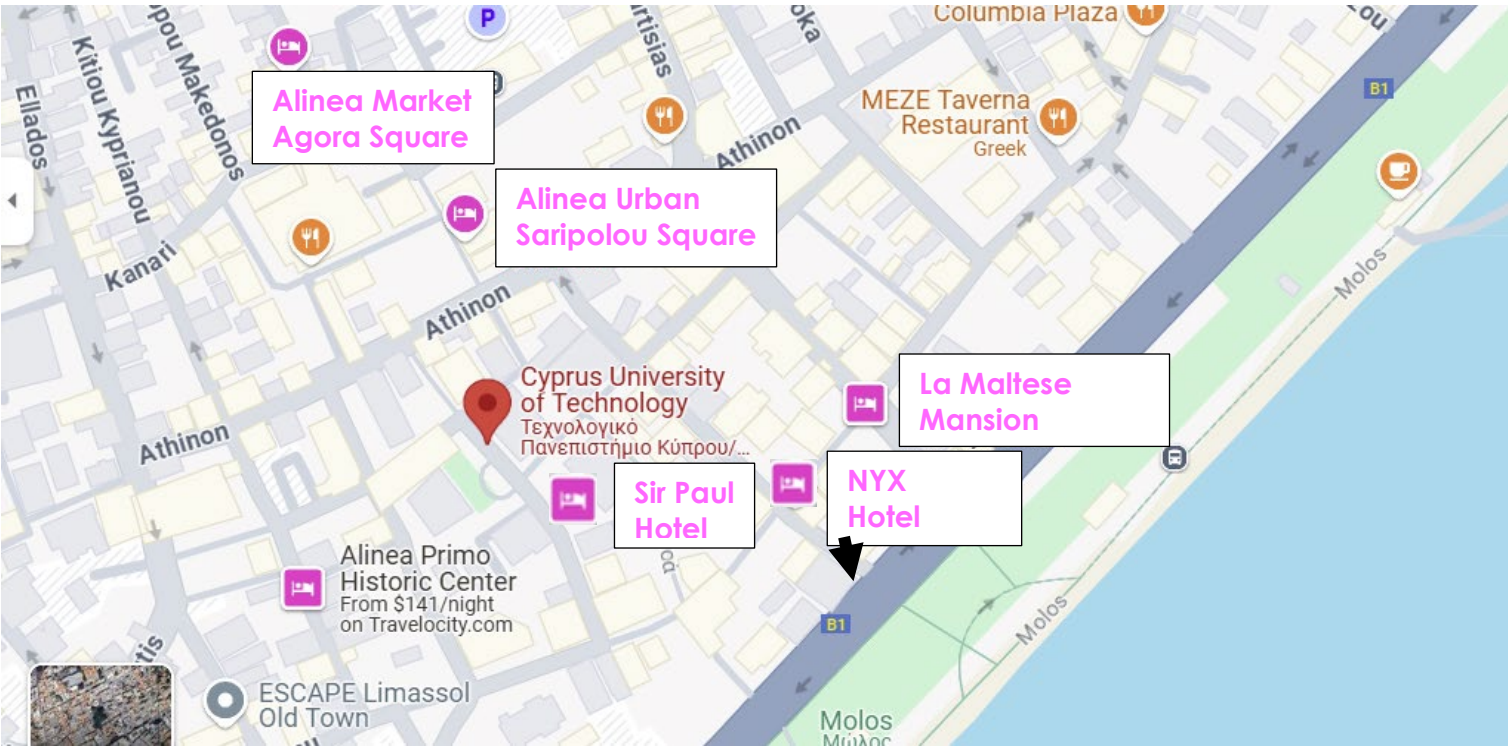 Columbia Plaza
P
B1
Alinea Market
Agora Square
MEZE Taverna
Restaurant
Greek
Ellados
Kitiou Kyprianou
pou Makedonos
rtisias
oka
ou
Athinon
Alinea Urban
Saripolou Square
Kanari
Molos
Athinon
Cyprus University
of Technology
Τεχνολογικό
Πανεπιστήμιο Κύπρου/...
La Maltese
Mansion
Athinon
Sir Paul
Hotel
NYX
Hotel
Alinea Primo
Historic Center
From $141/night
on Travelocity.com
B1
Molos
tis
ESCAPE Limassol
Old Town
Molos
Μώλος